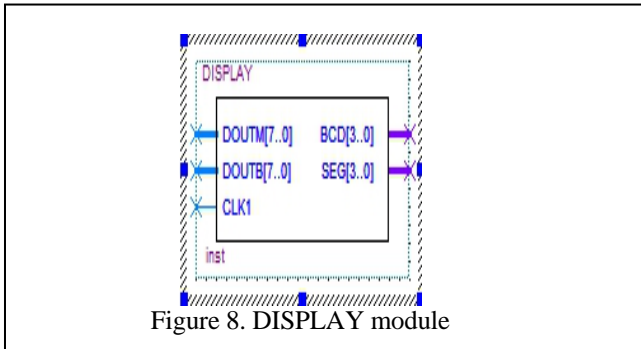 DISPLAY
DOUTM[7..0] BCD[3..0]
DOUTB[7..0] SEG[3..0]
CLK1
inst
Figure 8. DISPLAY module